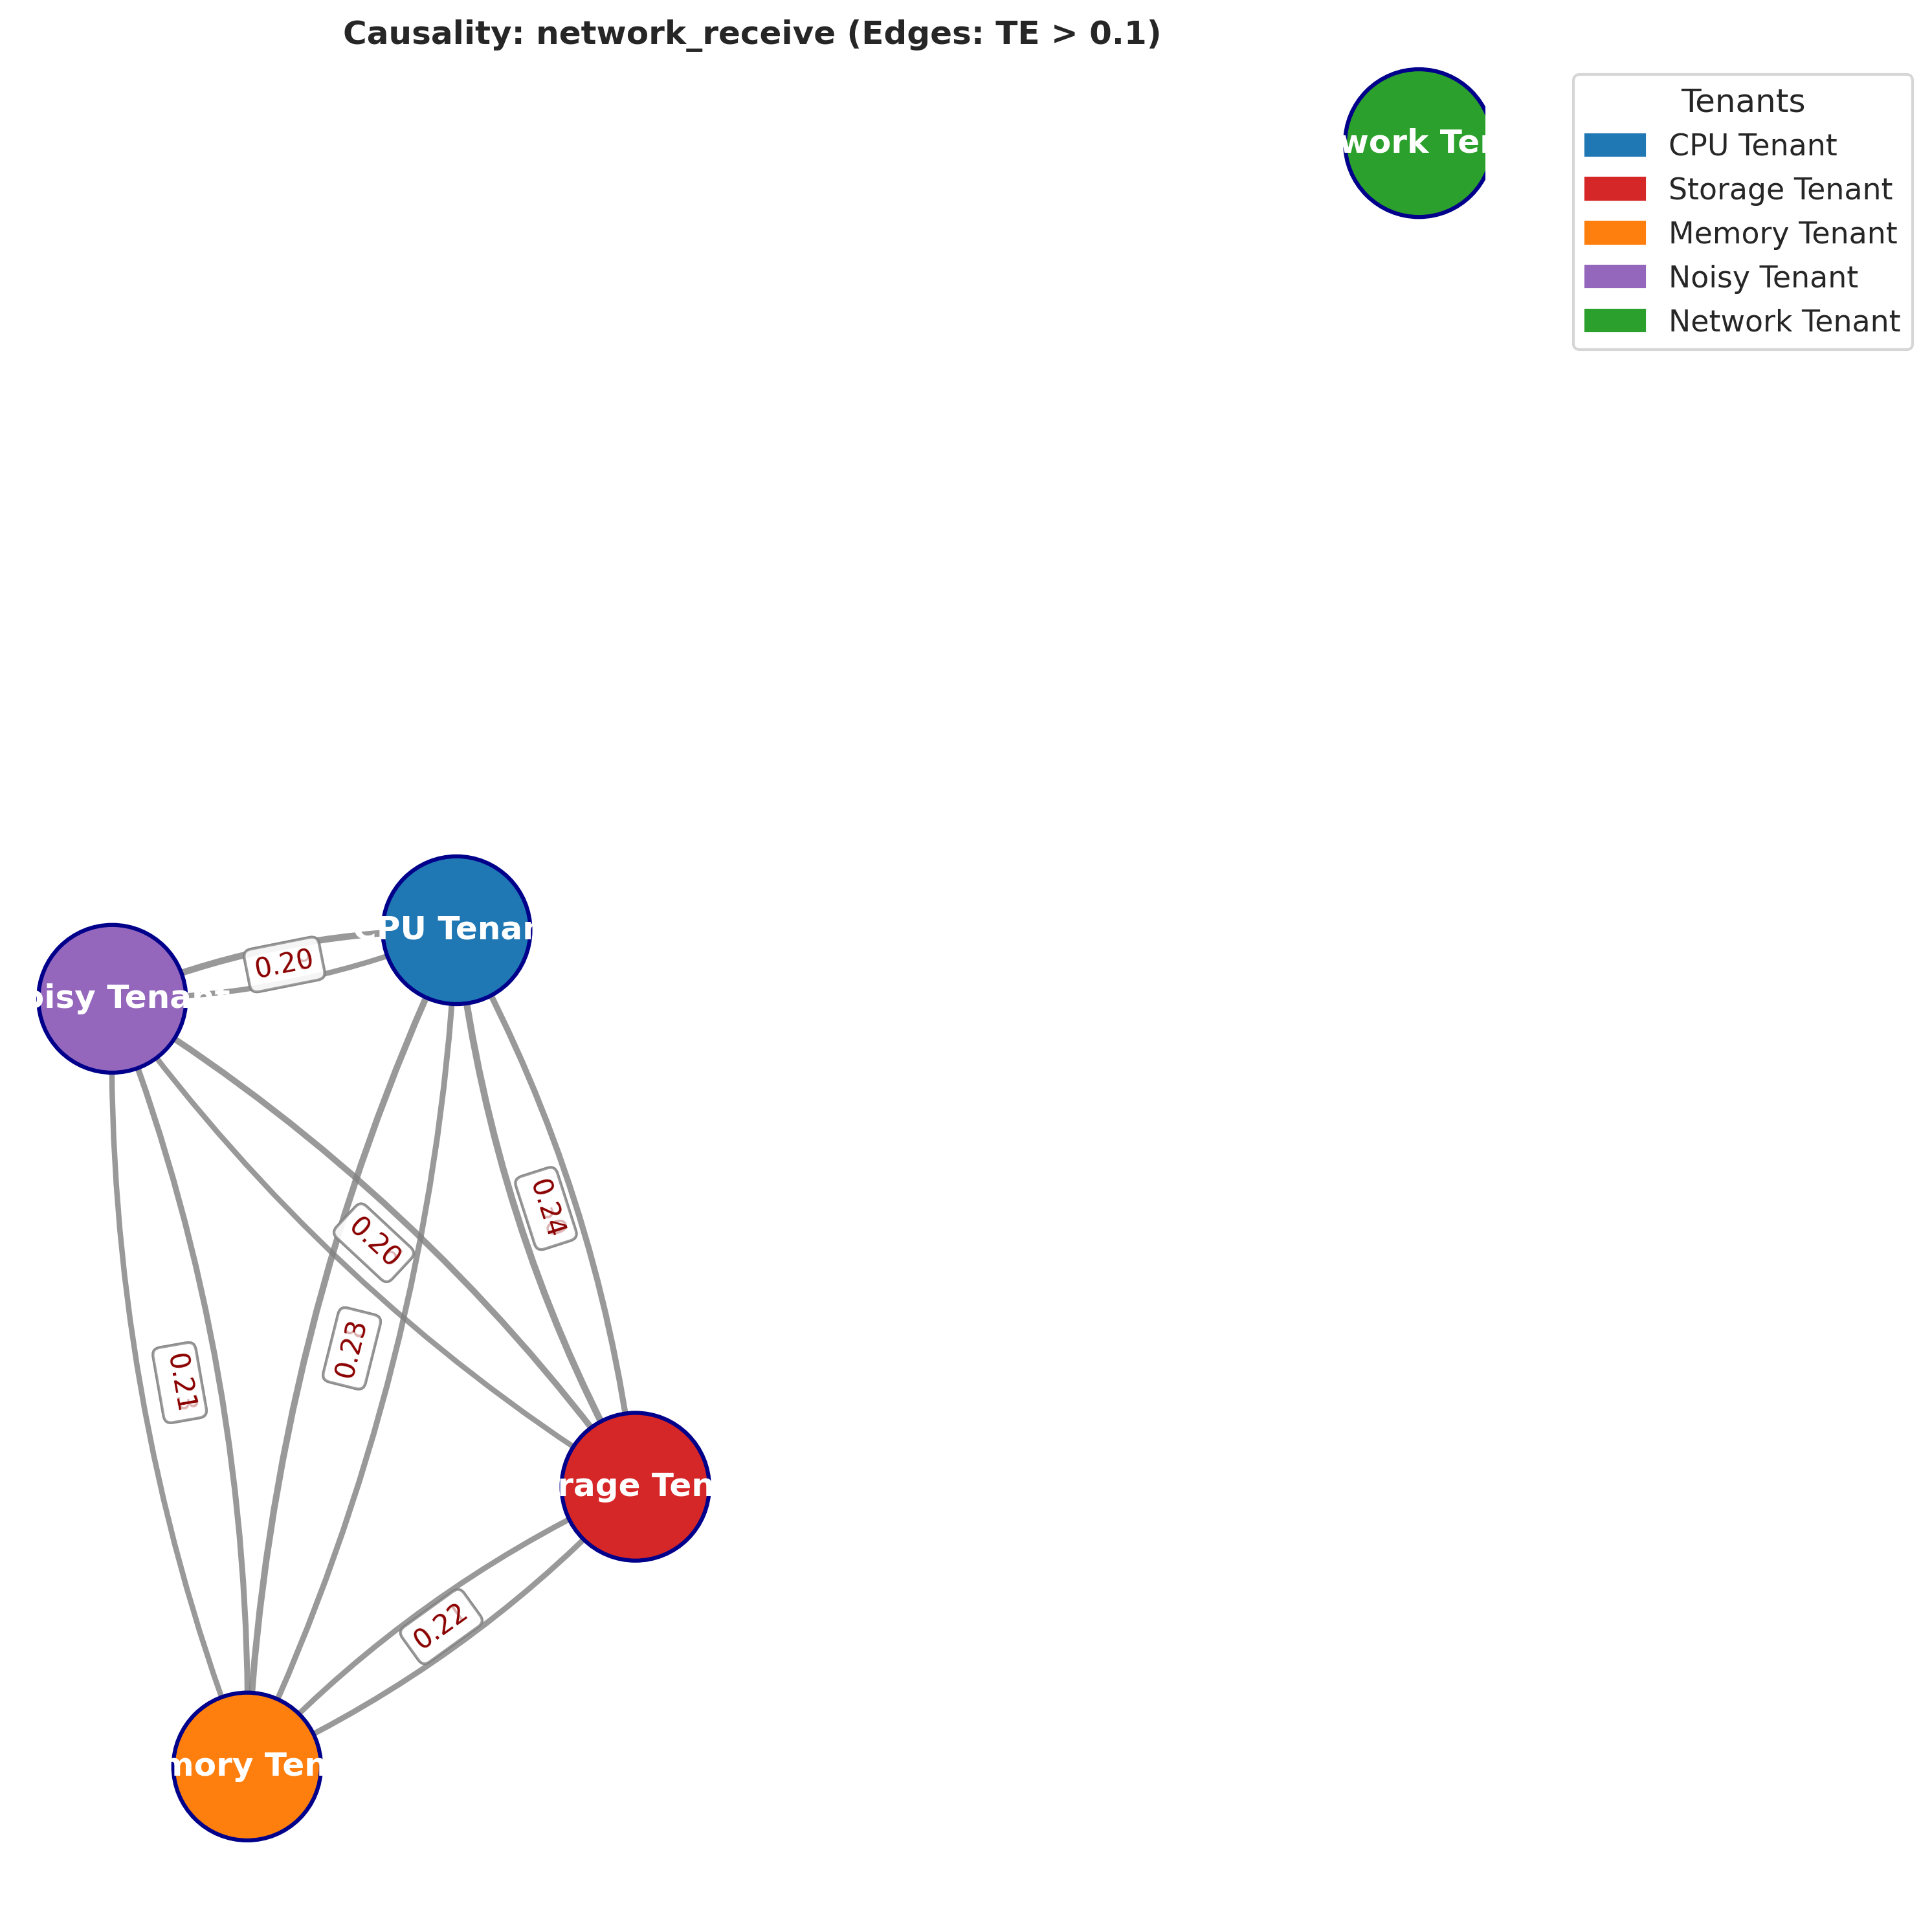 Causality: network_receive (Edges: TE > 0.1)
work Ten
Tenants
CPU Tenant
Storage Tenant
Memory Tenant
Noisy Tenant
Network Tenant
CPU Tenan
0.20
oisy Tenant
0.24
0.20
0.23
0.21
rage Ten
0.22
mory Ten